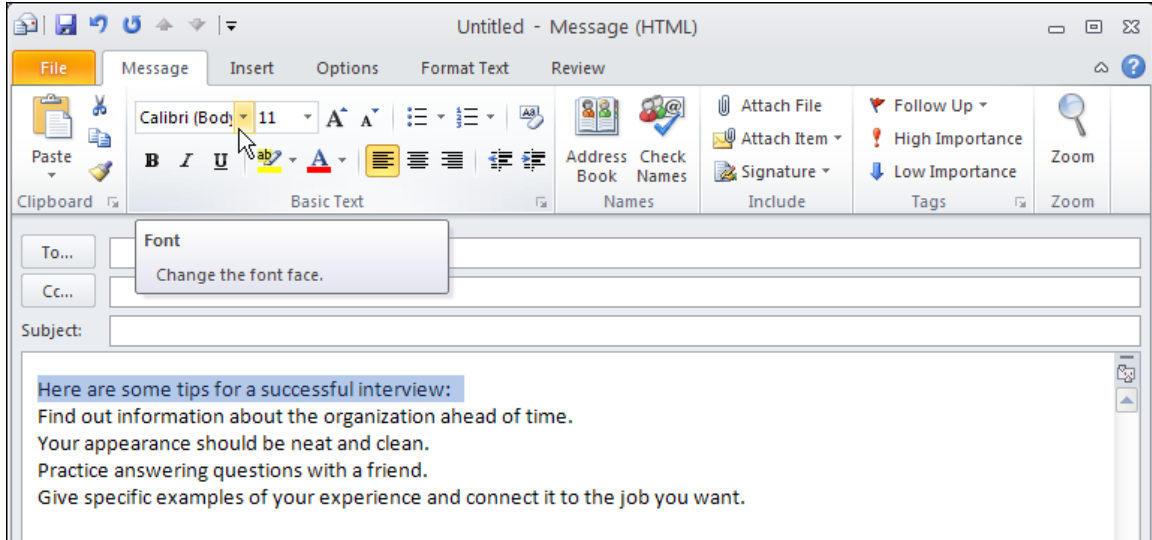 Untitled - Message (HTML)
File Message Insert Options Format Text Review
Calibri (Body 11
Paste
B I U ab A
Address Book
Check Names
Attach File
Attach Item
Signature
Follow Up
High Importance
Low Importance
Zoom
Clipboard Basic Text Names Include Tags Zoom
Font
Change the font face.
To...
Cc...
Subject:
Here are some tips for a successful interview:
Find out information about the organization ahead of time.
Your appearance should be neat and clean.
Practice answering questions with a friend.
Give specific examples of your experience and connect it to the job you want.